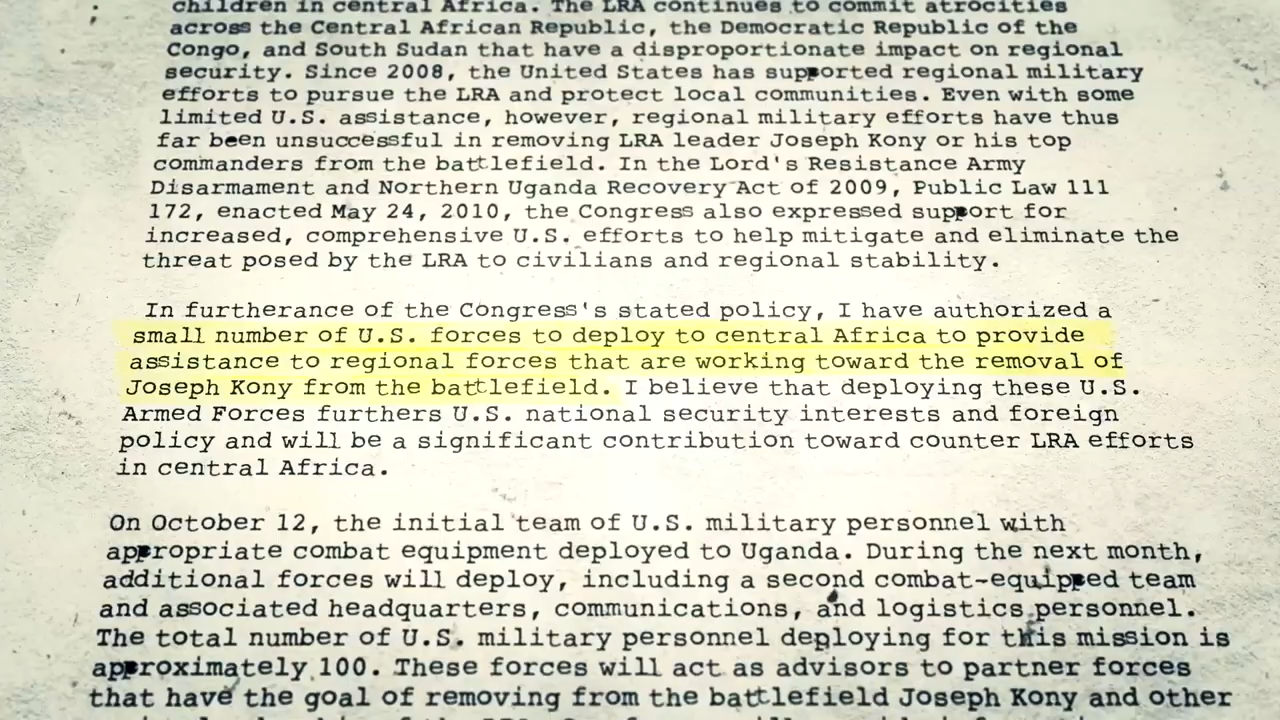 children in central Africa. The LRA continues to commit atrocities
across the Central African Republic, the Democratic Republic of the
Congo, and South Sudan that have a disproportionate impact on regional
security. Since 2008, the United States has supported regional military
efforts to pursue the LRA and protect local communities. Even with some
limited U.S. assistance, however, regional military efforts have thus
far been unsuccessful in removing LRA leader Joseph Kony or his top
commanders from the battlefield. In the Lord's Resistance Army
Disarmament and Northern Uganda Recovery Act of 2009, Public Law 111
172, enacted May 24, 2010, the Congress also expressed support for
increased, comprehensive U.S. efforts to help mitigate and eliminate the
threat posed by the LRA to civilians and regional stability.
In furtherance of the Congress's stated policy, I have authorized a
small number of U.S. forces to deploy to central Africa to provide
assistance to regional forces that are working toward the removal of
Joseph Kony from the battlefield. I believe that deploying these U.S.
Armed Forces furthers U.S. national security interests and foreign
policy and will be a significant contribution toward counter LRA efforts
in central Africa.
On October 12, the initial team of U.S. military personnel with
appropriate combat equipment deployed to Uganda. During the next month,
additional forces will deploy, including a second combat-equipped team
and associated headquarters, communications, and logistics personnel.
The total number of U.S. military personnel deploying for this mission is
approximately 100. These forces will act as advisors to partner forces
that have the goal of removing from the battlefield Joseph Kony and other